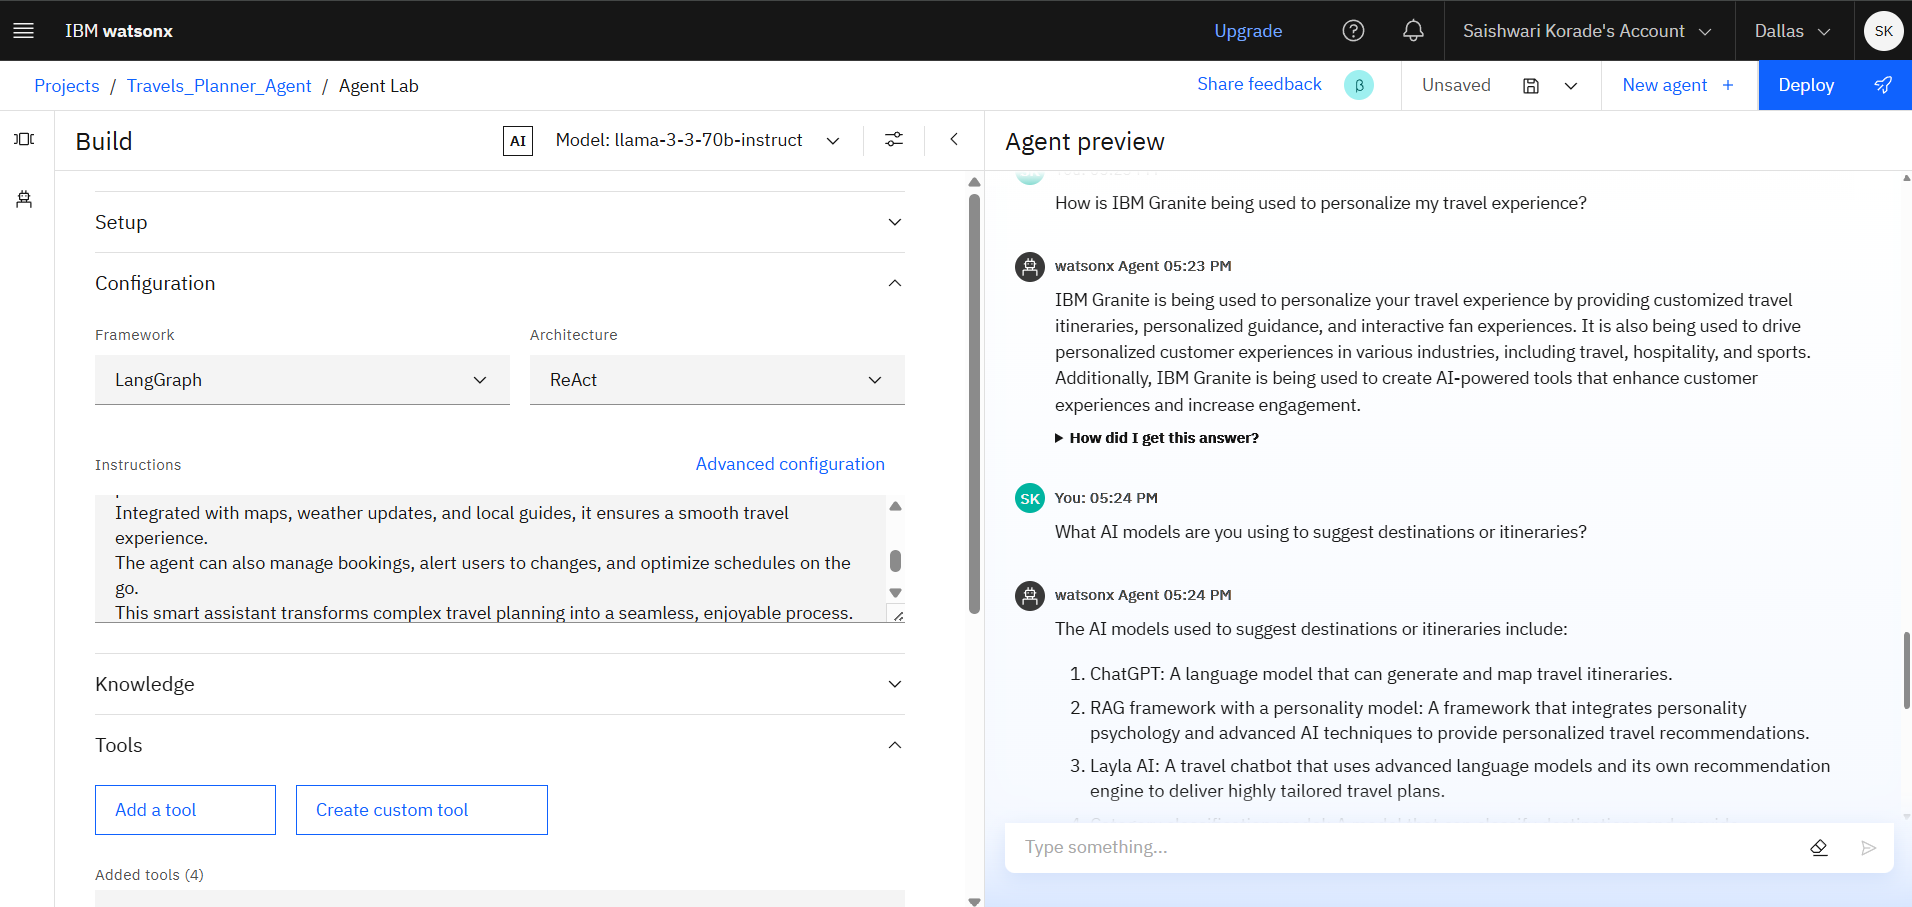 IBM watsonx
Upgrade
Saishwari Korade's Account
Dallas
SK
Projects / Travels_Planner_Agent / Agent Lab
Share feedback
β
Unsaved
New agent +
Deploy
Build
AI
Model: llama-3-3-70b-instruct
Setup
Configuration
Framework
Architecture
LangGraph
ReAct
Instructions
Advanced configuration
Integrated with maps, weather updates, and local guides, it ensures a smooth travel
experience.
The agent can also manage bookings, alert users to changes, and optimize schedules on the
go.
This smart assistant transforms complex travel planning into a seamless, enjoyable process.
Knowledge
Tools
Add a tool
Create custom tool
Added tools (4)
Agent preview
How is IBM Granite being used to personalize my travel experience?
watsonx Agent 05:23 PM
IBM Granite is being used to personalize your travel experience by providing customized travel
itineraries, personalized guidance, and interactive fan experiences. It is also being used to drive
personalized customer experiences in various industries, including travel, hospitality, and sports.
Additionally, IBM Granite is being used to create AI-powered tools that enhance customer
experiences and increase engagement.
How did I get this answer?
SK
You: 05:24 PM
What AI models are you using to suggest destinations or itineraries?
watsonx Agent 05:24 PM
The AI models used to suggest destinations or itineraries include:
1. ChatGPT: A language model that can generate and map travel itineraries.
2. RAG framework with a personality model: A framework that integrates personality
psychology and advanced AI techniques to provide personalized travel recommendations.
3. Layla AI: A travel chatbot that uses advanced language models and its own recommendation
engine to deliver highly tailored travel plans.
Type something...